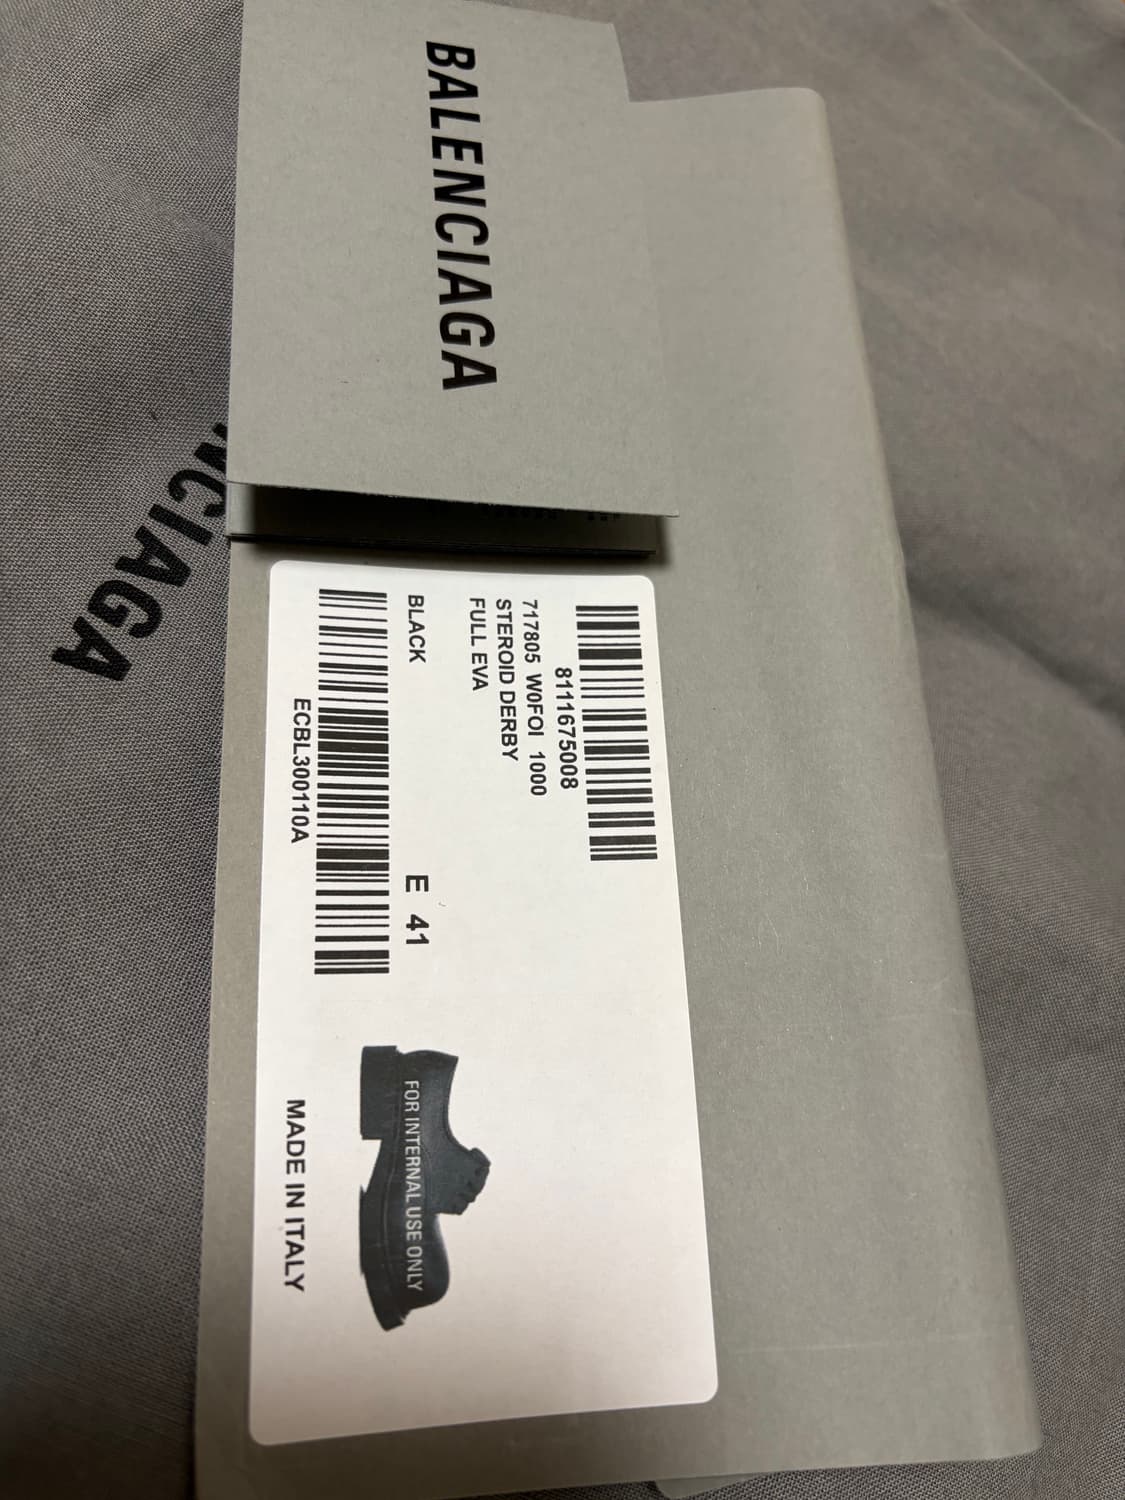 BALENCIAGA
NCIAGA
8111675008
717805 W0FOI 1000
STEROID DERBY
FULL EVA
BLACK
E 41
ECBL300110A
FOR INTERNAL USE ONLY
MADE IN ITALY